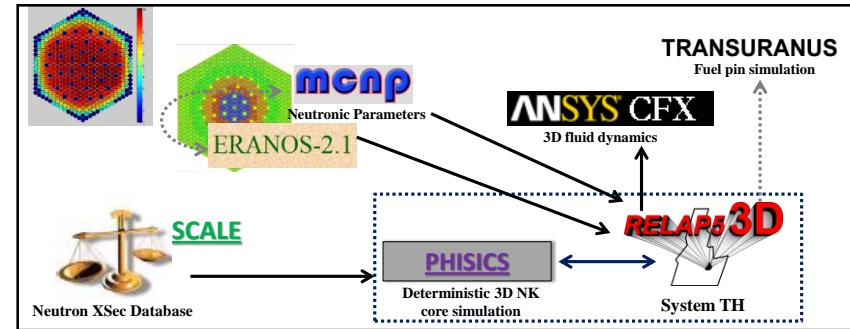 TRANSURANUS
Fuel pin simulation
mcnp
Neutronic Parameters
ANSYS CFX
3D fluid dynamics
ERANOS-2.1
SCALE
RELAP5 3D
PHISICS
Neutron XSec Database
Deterministic 3D NK
core simulation
System TH